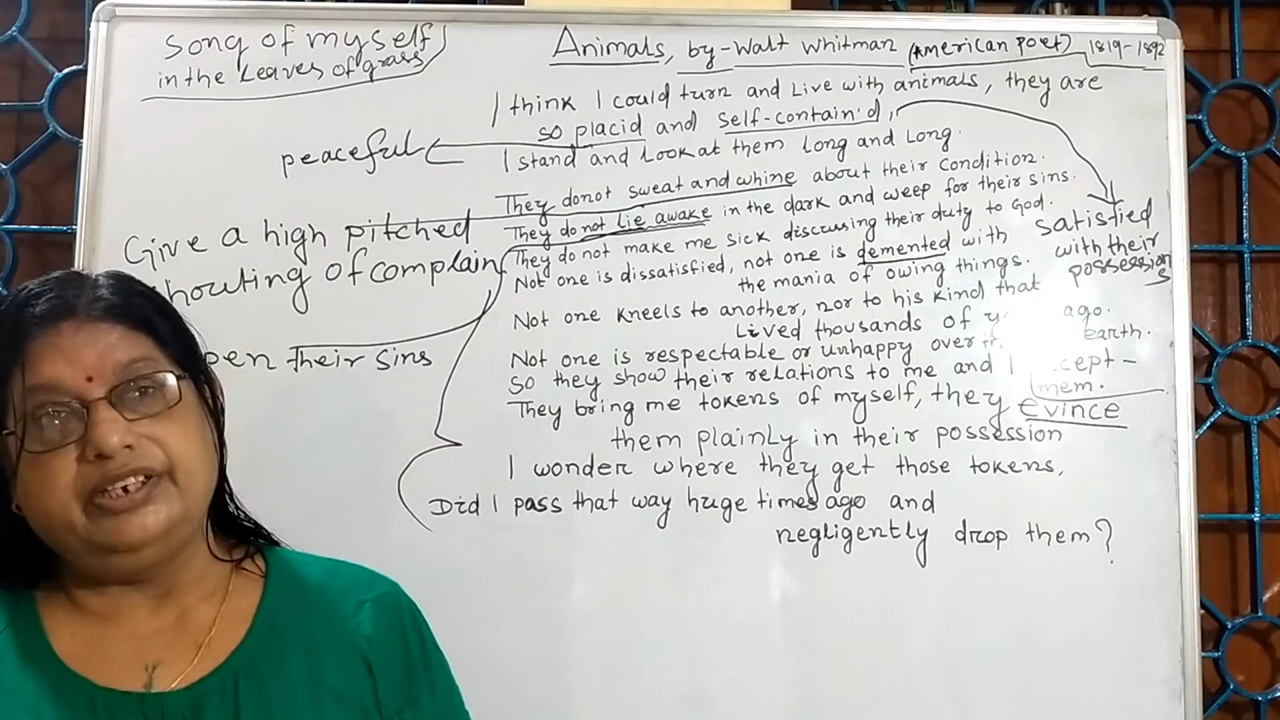 Song of myself
in the Leaves of grass
Animals, by-Walt Whitman (American Poet) 1819-1892
I think I could turn and Live with animals, they are
so placid and self-contain'd,
peaceful
I stand and Look at them Long and Long.
They donot sweat and whine about their condition.
They do not lie awake in the dark and weep for their sins.
They do not make me sick discussing their duty to God.
Give a high pitched
shouting of complain
Satisfied
with their
possessions
Not one is dissatisfied, not one is demented with
the mania of owing things.
Not one kneels to another, nor to his kind that
Lived thousands of ago.
Not one is respectable or unhappy over earth.
their sins
So they show their relations to me and I
them.
They bring me tokens of myself, they evince
them plainly in their possession
I wonder where they get those tokens,
Did I pass that way huge times ago and
negligently drop them?